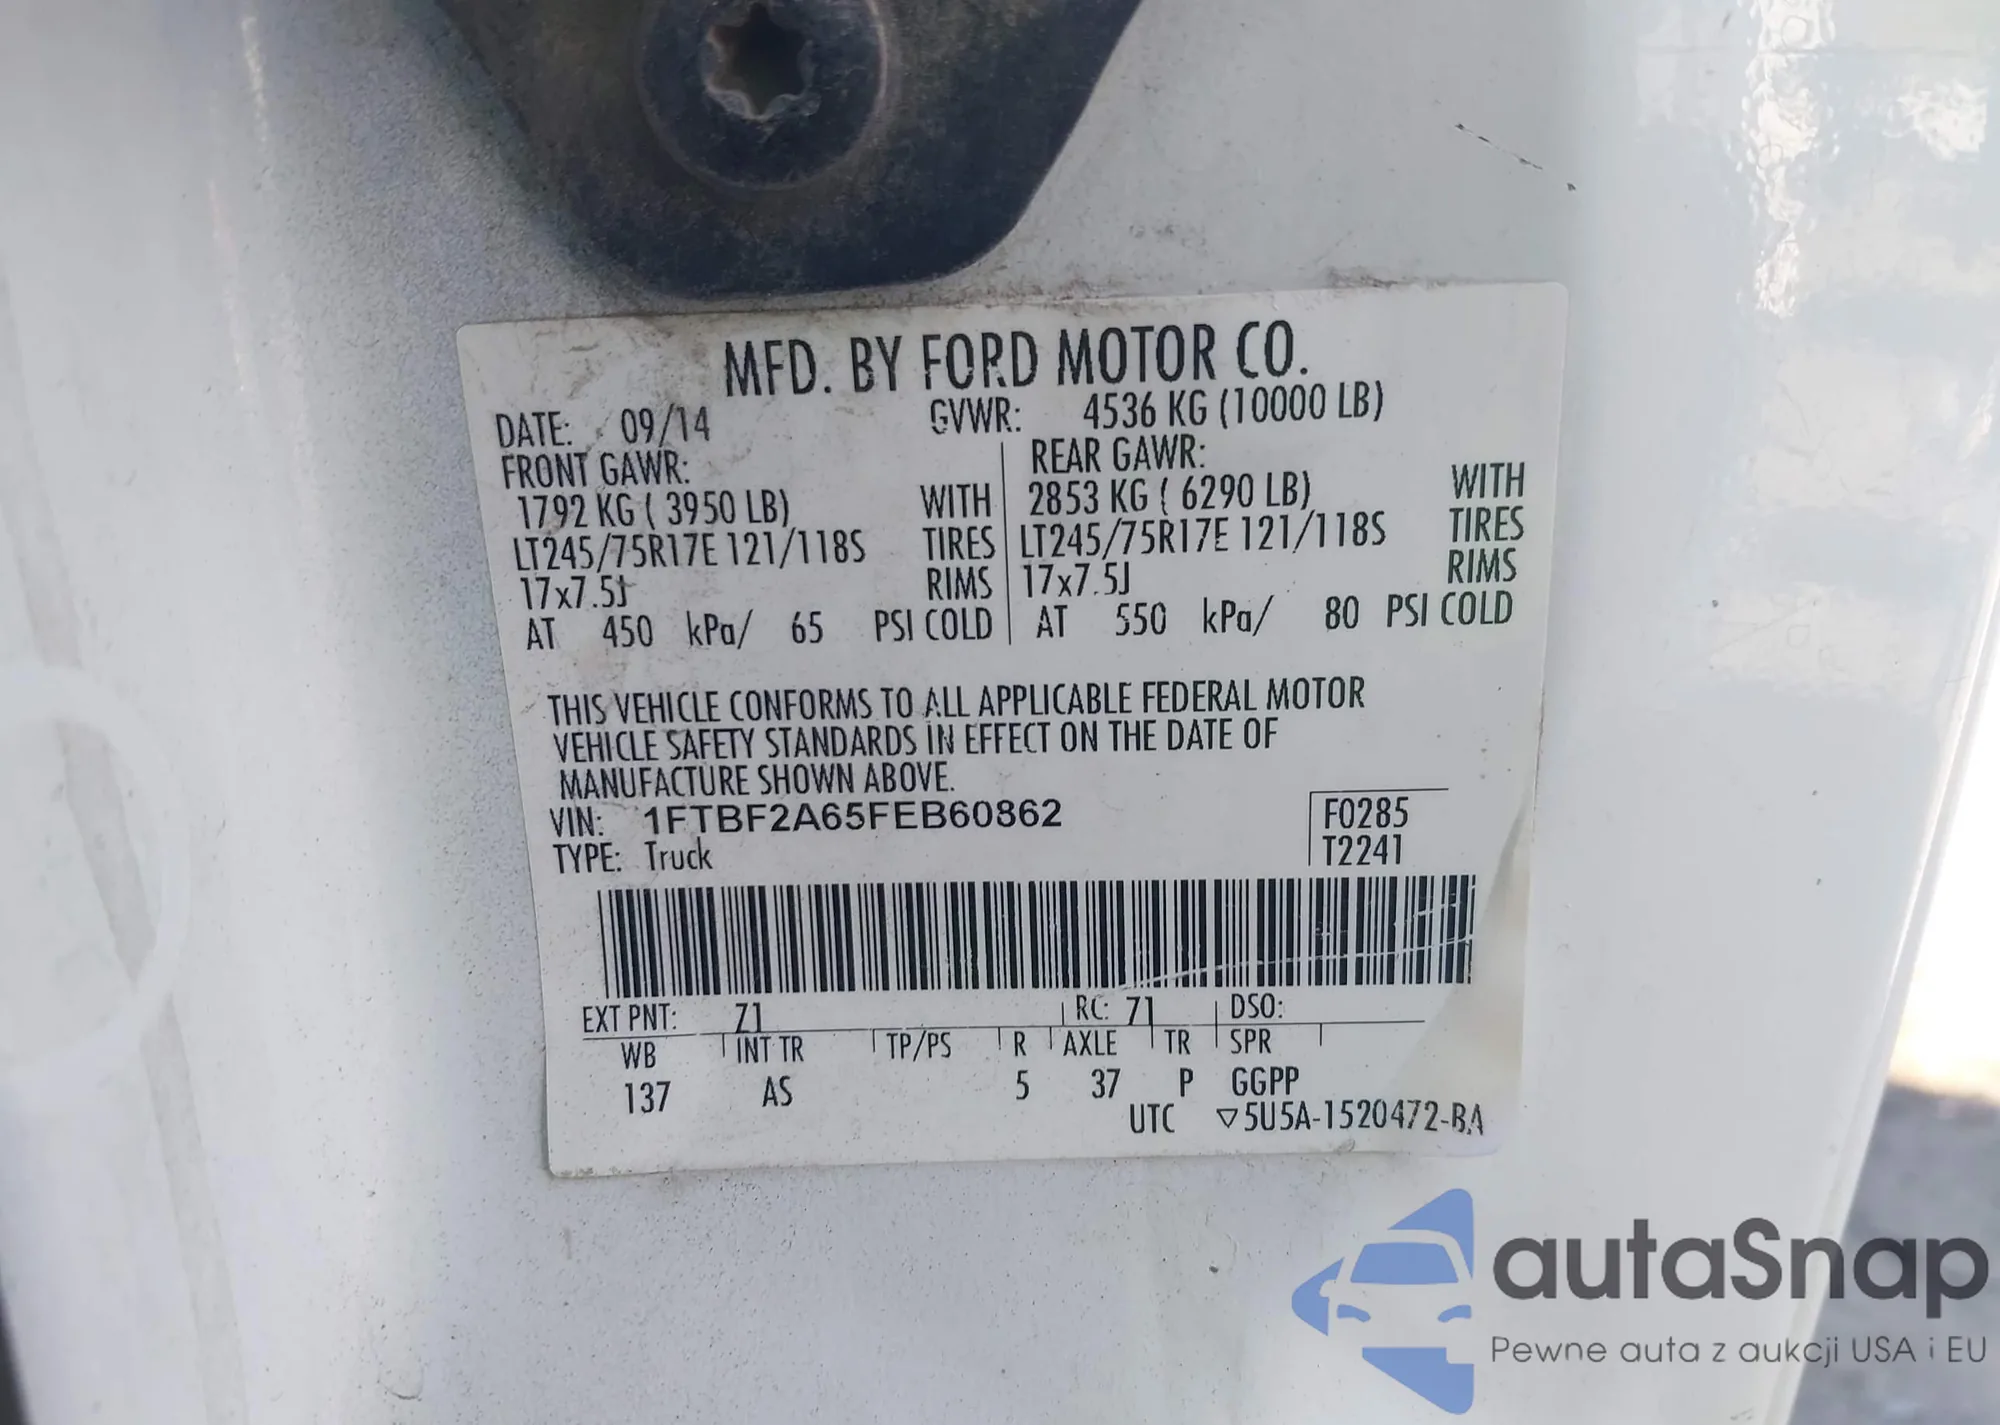 MFD. BY FORD MOTOR CO.
DATE: 09/14 GVWR: 4536 KG (10000 LB)
FRONT GAWR: REAR GAWR:
1792 KG ( 3950 LB) WITH 2853 KG ( 6290 LB) WITH
LT245/75R17E 121/118S TIRES LT245/75R17E 121/118S TIRES
17x7.5J RIMS 17x7.5J RIMS
AT 450 kPa/ 65 PSI COLD AT 550 kPa/ 80 PSI COLD
THIS VEHICLE CONFORMS TO ALL APPLICABLE FEDERAL MOTOR
VEHICLE SAFETY STANDARDS IN EFFECT ON THE DATE OF
MANUFACTURE SHOWN ABOVE.
VIN: 1FTBF2A65FEB60862 F0285
TYPE: Truck T2241
EXT PNT: Z1 RC: 71 DSO:
WB INT TR TP/PS R AXLE TR SPR
137 AS 5 37 P GGPP
UTC ▽5U5A-1520472-BA
autaSnap
Pewne auta z aukcji USA i EU